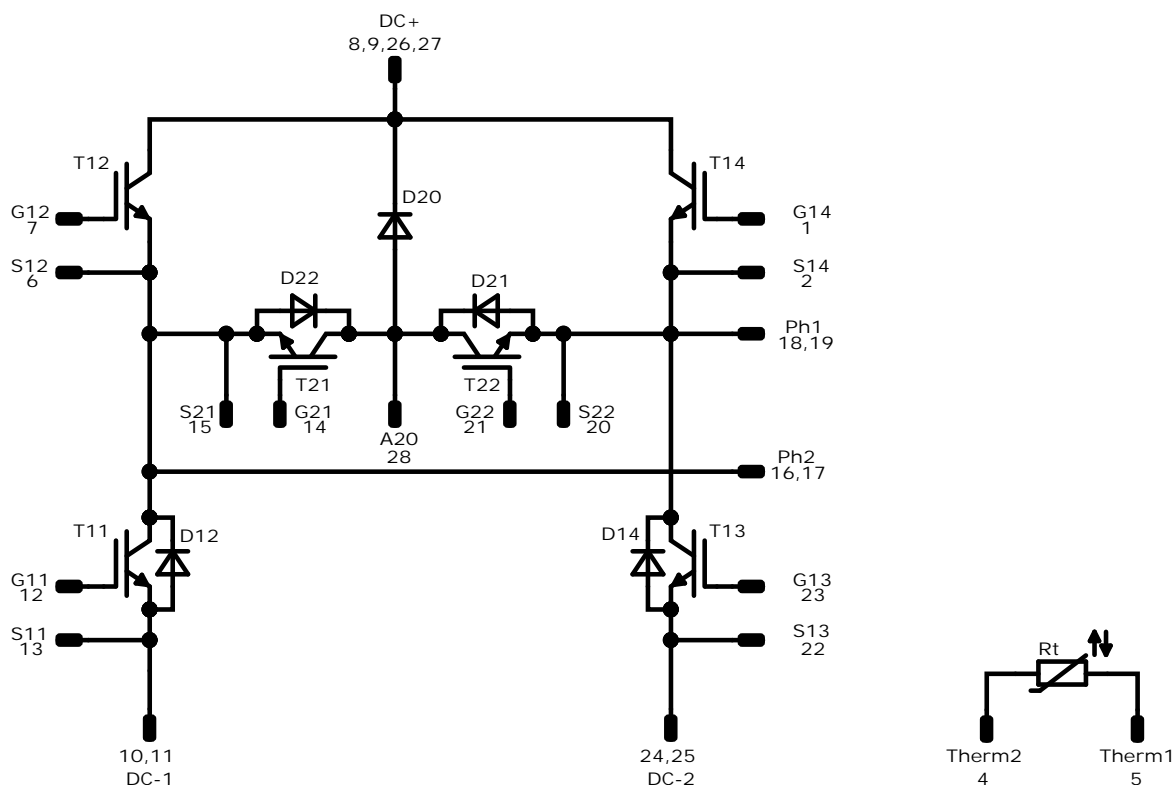 DC+
8,9,26,27
T12
T14
D20
G12
7
G14
1
S12
6
D22
D21
S14
2
Ph1
18,19
T21
T22
S21
15
G21
14
A20
28
G22
21
S22
20
Ph2
16,17
T11
D12
D14
T13
G11
12
G13
23
S11
13
S13
22
Rt
10,11
DC-1
24,25
DC-2
Therm2
4
Therm1
5